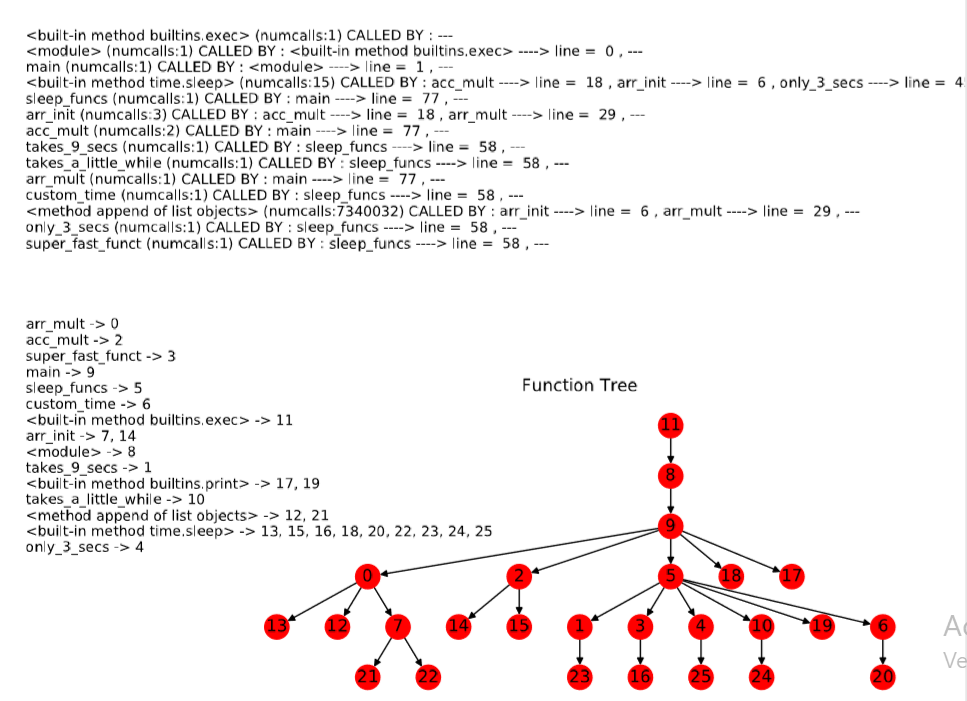 <built-in method builtins.exec> (numcalls:1) CALLED BY : ---
<module> (numcalls:1) CALLED BY : <built-in method builtins.exec> ----> line =  0 , ---
main (numcalls:1) CALLED BY : <module> ----> line =  1 , ---
<built-in method time.sleep> (numcalls:15) CALLED BY : acc_mult ----> line =  18 , arr_init ----> line =  6 , only_3_secs ----> line = 4
sleep_funcs (numcalls:1) CALLED BY : main ----> line =  77 , ---
arr_init (numcalls:3) CALLED BY : acc_mult ----> line =  18 , arr_mult ----> line =  29 , ---
acc_mult (numcalls:2) CALLED BY : main ----> line =  77 , ---
takes_9_secs (numcalls:1) CALLED BY : sleep_funcs ----> line =  58 , ---
takes_a_little_while (numcalls:1) CALLED BY : sleep_funcs ----> line =  58 , ---
arr_mult (numcalls:1) CALLED BY : main ----> line =  77 , ---
custom_time (numcalls:1) CALLED BY : sleep_funcs ----> line =  58 , ---
<method append of list objects> (numcalls:7340032) CALLED BY : arr_init ----> line =  6 , arr_mult ----> line =  29 , ---
only_3_secs (numcalls:1) CALLED BY : sleep_funcs ----> line =  58 , ---
super_fast_funct (numcalls:1) CALLED BY : sleep_funcs ----> line =  58 , ---
arr_mult -> 0
acc_mult -> 2
super_fast_funct -> 3
main -> 9
sleep_funcs -> 5
custom_time -> 6
<built-in method builtins.exec> -> 11
arr_init -> 7, 14
<module> -> 8
takes_9_secs -> 1
<built-in method builtins.print> -> 17, 19
takes_a_little_while -> 10
<method append of list objects> -> 12, 21
<built-in method time.sleep> -> 13, 15, 16, 18, 20, 22, 23, 24, 25
only_3_secs -> 4
Function Tree
11
8
9
0 2 5 18 17
13 12 7 14 15 1 3 4 10 19 6
21 22 23 16 25 24 20